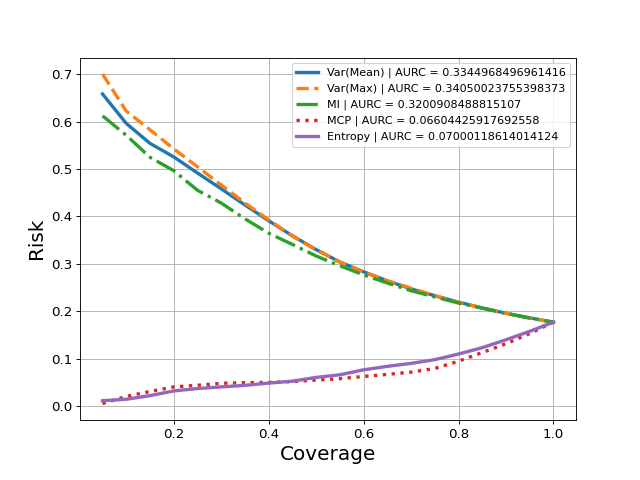 Var(Mean) | AURC = 0.3344968496961416
Var(Max) | AURC = 0.34050023755398373
MI | AURC = 0.3200908488815107
MCP | AURC = 0.06604425917692558
Entropy | AURC = 0.07000118614014124
0.7
0.6
0.5
0.4
0.3
0.2
0.1
0.0
Risk
0.2
0.4
0.6
0.8
1.0
Coverage